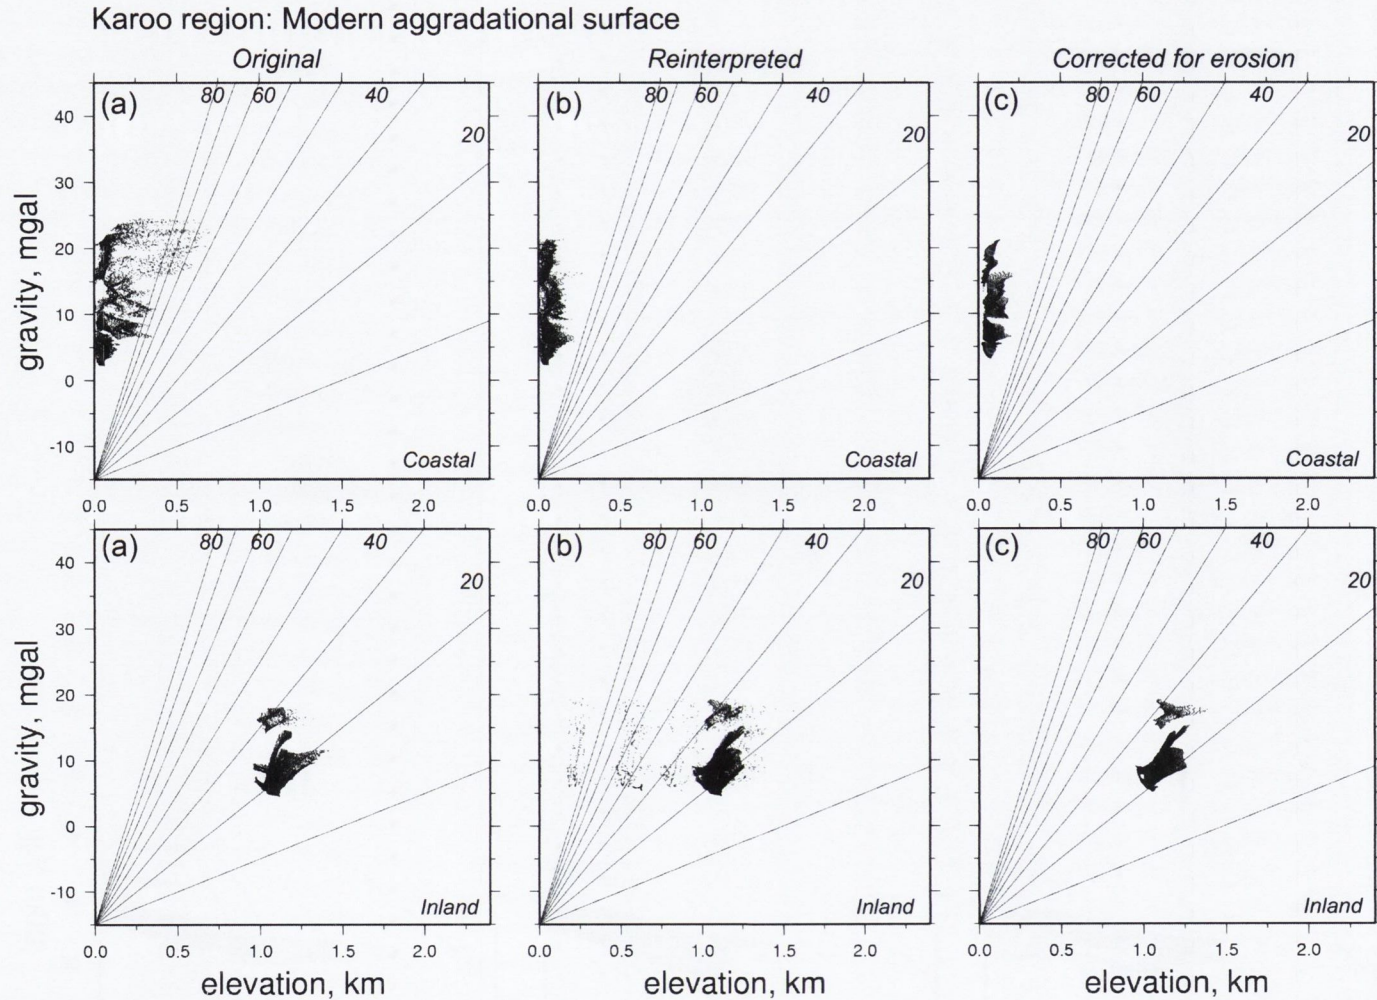 Karoo region: Modern aggradational surface
Original
Reinterpreted
Corrected for erosion
(a)
80
60
40
20
Coastal
40
30
20
10
0
-10
gravity, mgal
0.0 0.5 1.0 1.5 2.0
(b)
80
60
40
20
Coastal
0.0 0.5 1.0 1.5 2.0
(c)
80
60
40
20
Coastal
0.0 0.5 1.0 1.5 2.0
(a)
80
60
40
20
Inland
40
30
20
10
0
-10
gravity, mgal
0.0 0.5 1.0 1.5 2.0
elevation, km
(b)
80
60
40
20
Inland
0.0 0.5 1.0 1.5 2.0
elevation, km
(c)
80
60
40
20
Inland
0.0 0.5 1.0 1.5 2.0
elevation, km